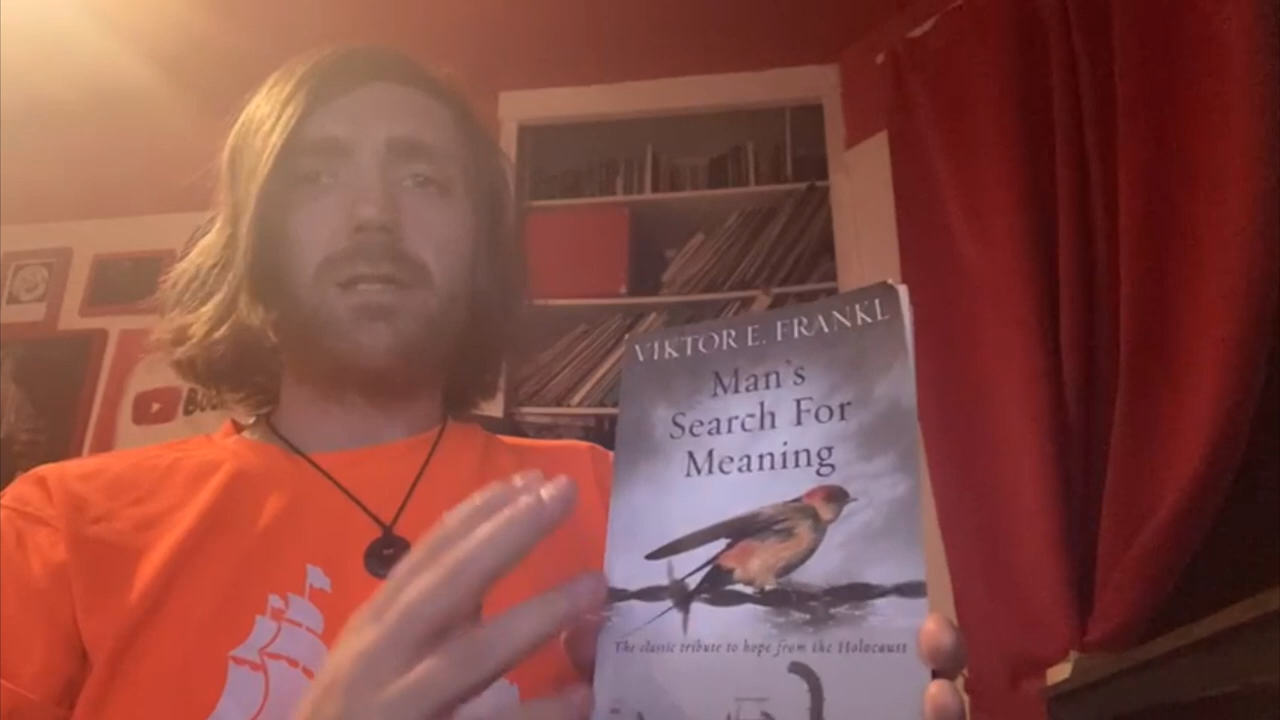 VIKTOR E. FRANKL
Man's
Search For
Meaning
The classic tribute to hope from the Holocaust